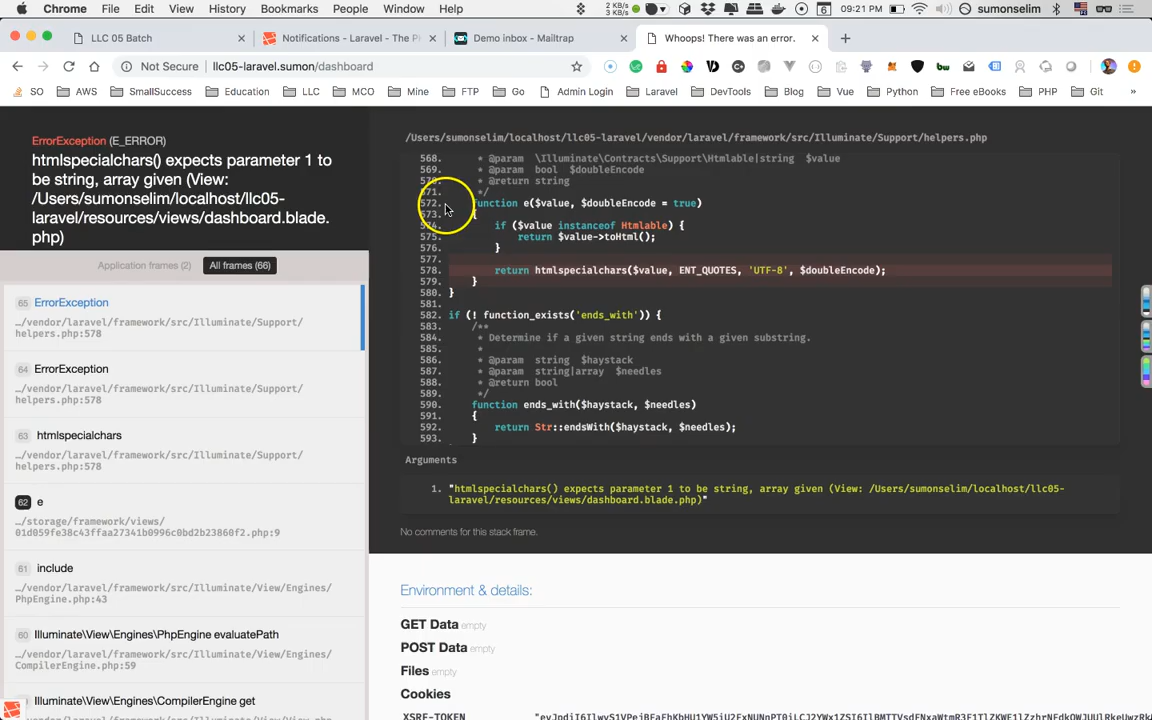 Chrome File Edit View History Bookmarks People Window Help 2 KB/s 3 KB/s 6 09:21 PM sumonselim
LLC 05 Batch Notifications - Laravel - The P Demo inbox - Mailtrap Whoops! There was an error.
Not Secure llc05-laravel.sumon/dashboard
SO AWS SmallSuccess Education LLC MCO Mine FTP Go Admin Login Laravel DevTools Blog Vue Python Free eBooks PHP Git »
ErrorException (E_ERROR)
htmlspecialchars() expects parameter 1 to
be string, array given (View:
/Users/sumonselim/localhost/llc05-
laravel/resources/views/dashboard.blade.
php)
Application frames (2) All frames (66)
65 ErrorException
…/vendor/laravel/framework/src/Illuminate/Support/
helpers.php:578
64 ErrorException
…/vendor/laravel/framework/src/Illuminate/Support/
helpers.php:578
63 htmlspecialchars
…/vendor/laravel/framework/src/Illuminate/Support/
helpers.php:578
62 e
…/storage/framework/views/
01d059fe38c43ffaa27341b0996c0bd2b23860f2.php:9
61 include
…/vendor/laravel/framework/src/Illuminate/View/Engines/
PhpEngine.php:43
60 Illuminate\View\Engines\PhpEngine evaluatePath
…/vendor/laravel/framework/src/Illuminate/View/Engines/
CompilerEngine.php:59
Illuminate\View\Engines\CompilerEngine get
/Users/sumonselim/localhost/llc05-laravel/vendor/laravel/framework/src/Illuminate/Support/helpers.php
568. * @param \Illuminate\Contracts\Support\Htmlable|string $value
569. * @param bool $doubleEncode
570. * @return string
571. */
572. function e($value, $doubleEncode = true)
573. {
574. if ($value instanceof Htmlable) {
575. return $value->toHtml();
576. }
577.
578. return htmlspecialchars($value, ENT_QUOTES, 'UTF-8', $doubleEncode);
579. }
580. }
581.
582. if (! function_exists('ends_with')) {
583. /**
584. * Determine if a given string ends with a given substring.
585. *
586. * @param string $haystack
587. * @param string|array $needles
588. * @return bool
589. */
590. function ends_with($haystack, $needles)
591. {
592. return Str::endsWith($haystack, $needles);
593. }
Arguments
1. "htmlspecialchars() expects parameter 1 to be string, array given (View: /Users/sumonselim/localhost/llc05-
laravel/resources/views/dashboard.blade.php)"
No comments for this stack frame.
Environment & details:
GET Data empty
POST Data empty
Files empty
Cookies
XSRF-TOKEN